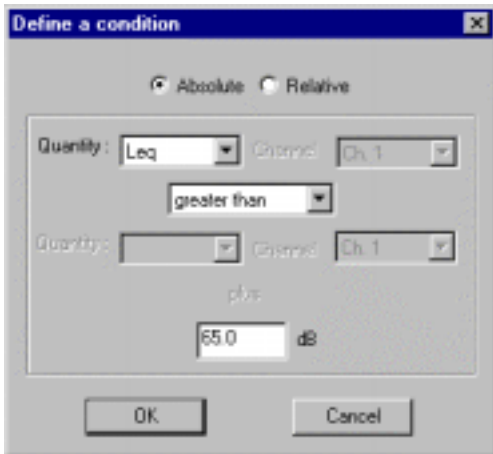 Define a condition
Absolute Relative
Quantity : Leq Channel Ch. 1
greater than
Quantity : Channel Ch. 1
plus
65.0 dB
OK Cancel